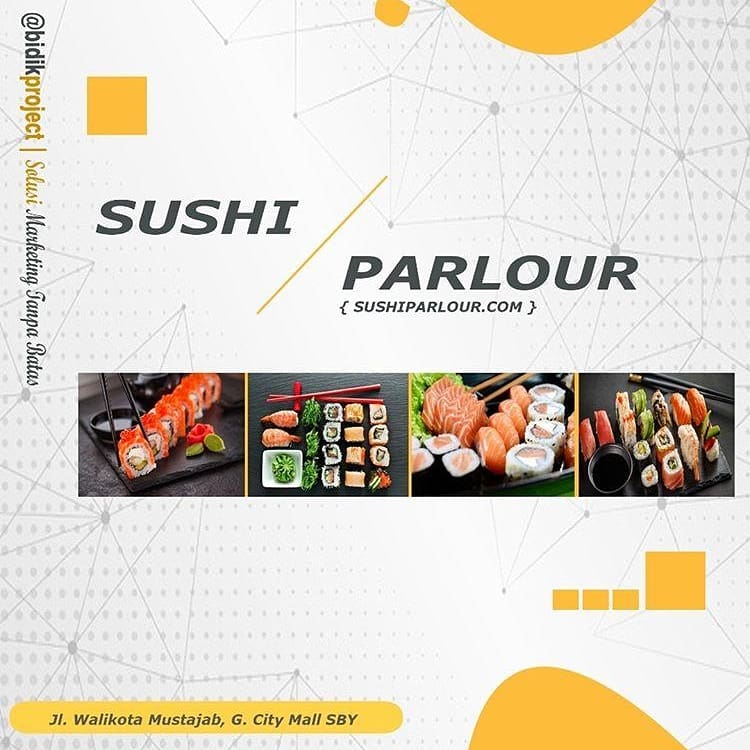 @bidikproject | Solusi Marketing Tanpa Batas
SUSHI
PARLOUR
{ SUSHIPARLOUR.COM }
Jl. Walikota Mustajab, G. City Mall SBY